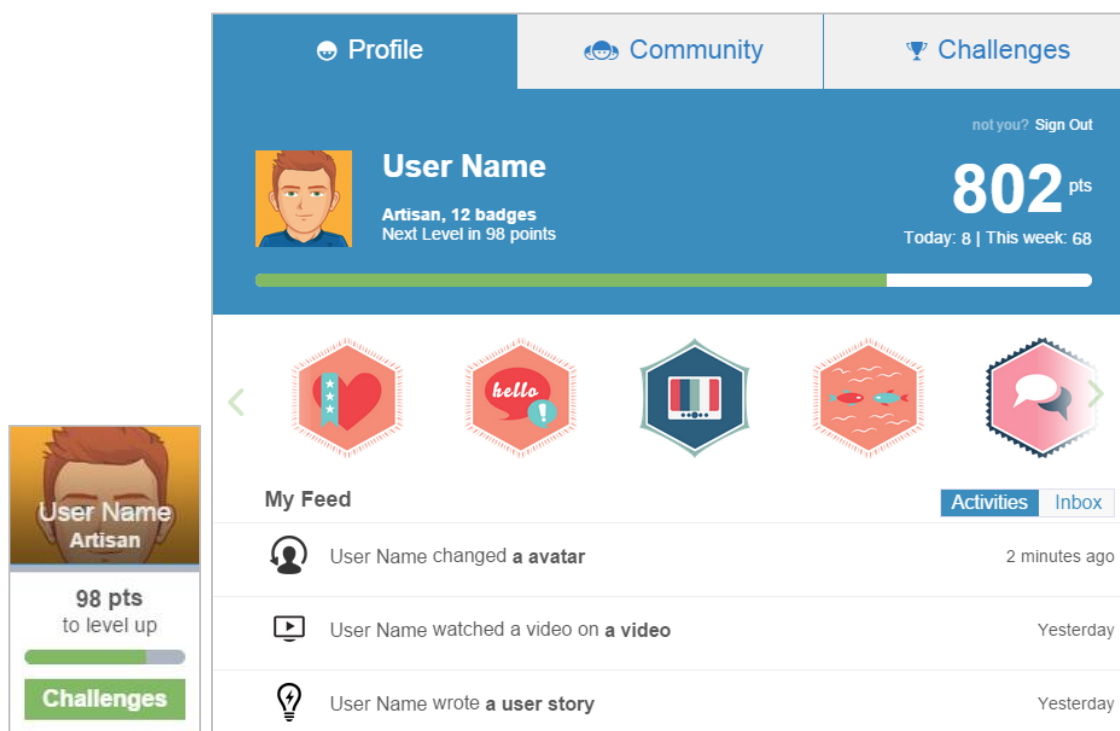 Profile
Community
Challenges
not you? Sign Out
User Name
802 pts
Artisan, 12 badges
Next Level in 98 points
Today: 8 | This week: 68
hello
!
My Feed
Activities
Inbox
User Name changed a avatar
2 minutes ago
User Name watched a video on a video
Yesterday
User Name wrote a user story
Yesterday
User Name
Artisan
98 pts
to level up
Challenges